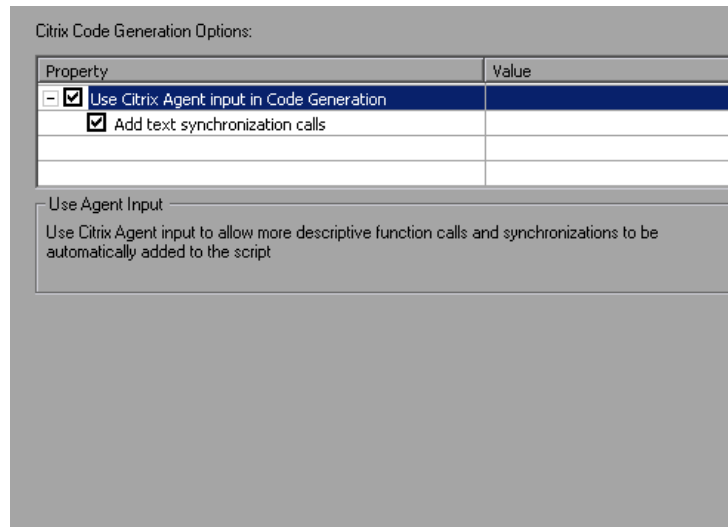 Citrix Code Generation Options:
Property Value
Use Citrix Agent input in Code Generation
Add text synchronization calls
Use Agent Input
Use Citrix Agent input to allow more descriptive function calls and synchronizations to be
automatically added to the script